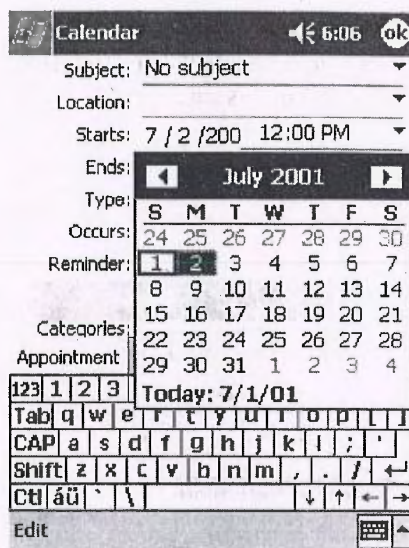 Calendar 6:06 ok
Subject: No subject
Location:
Starts: 7 / 2 /200 12:00 PM
Ends:
Type:
Occurs:
Reminder:
Categories:
Appointment
July 2001
S M T W T F S
24 25 26 27 28 29 30
1 2 3 4 5 6 7
8 9 10 11 12 13 14
15 16 17 18 19 20 21
22 23 24 25 26 27 28
29 30 31 1 2 3 4
Today: 7/1/01
123 1 2 3
Tab q w e r t y u i o p [ ]
CAP a s d f g h j k l ; '
Shift z x c v b n m , . / ↵
Ctl áü ` \ ↓ ↑ ← →
Edit